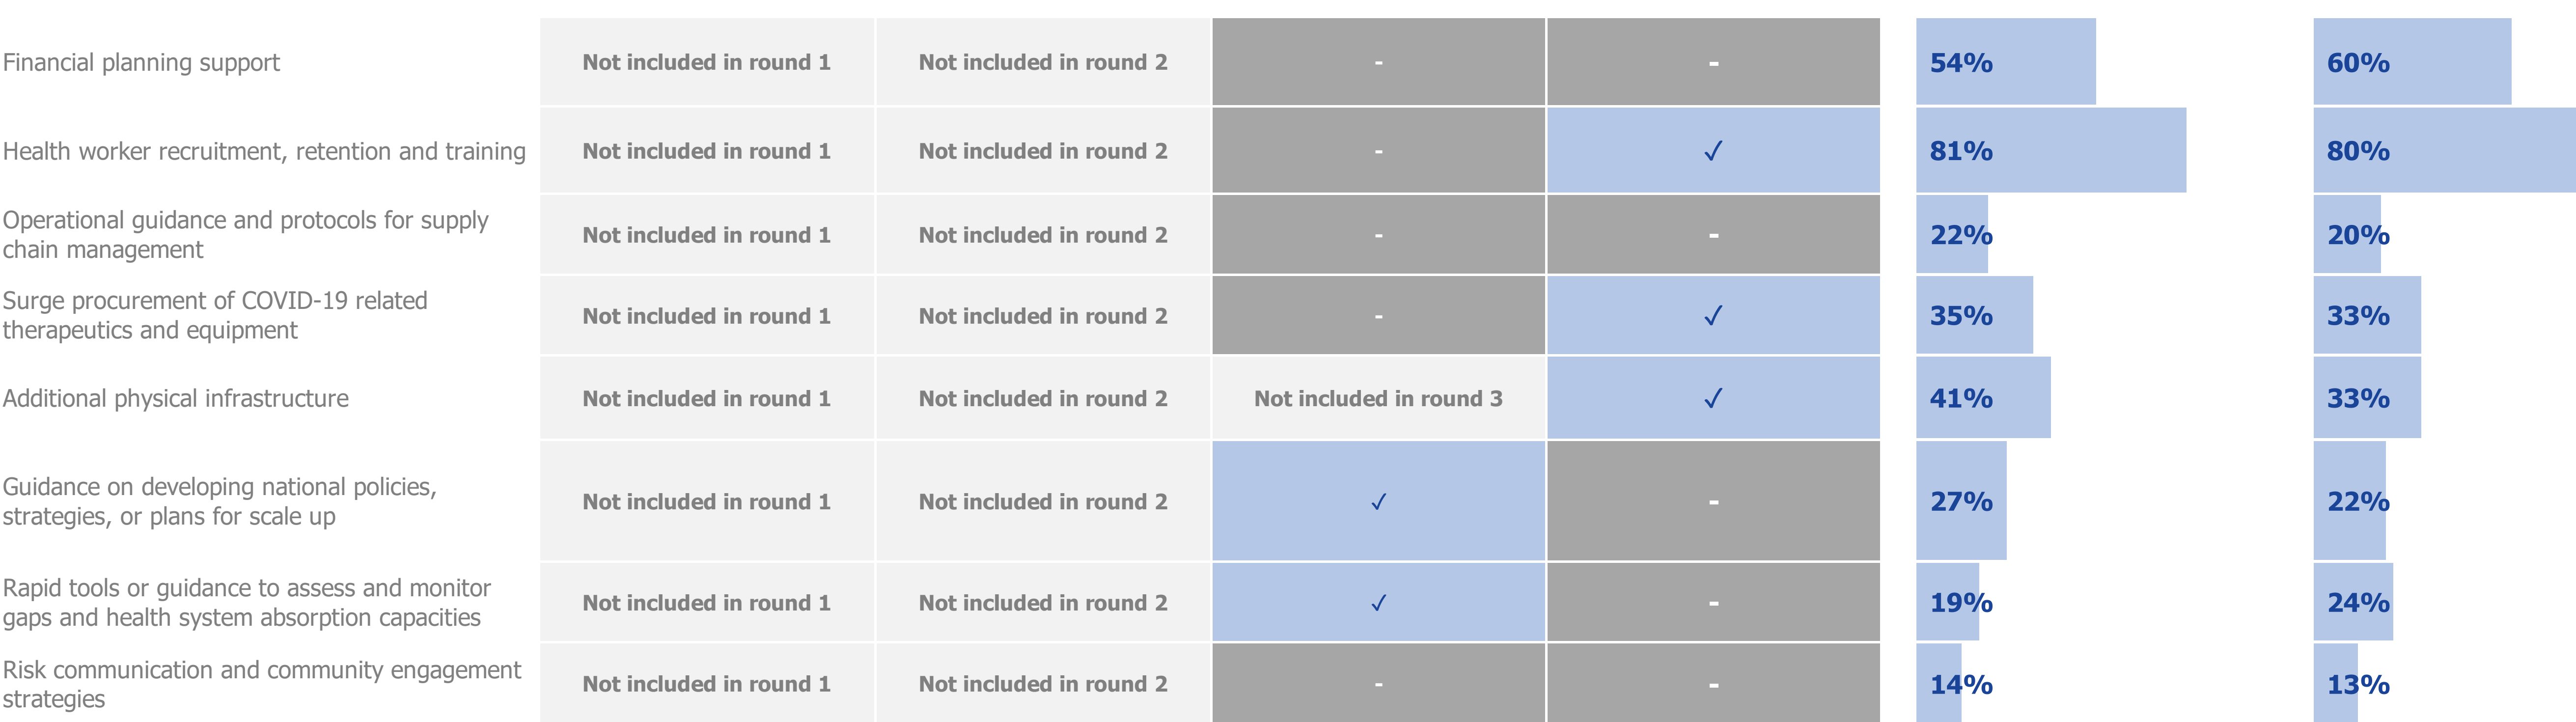 Financial planning support Not included in round 1 Not included in round 2 - - 54% 60%
Health worker recruitment, retention and training Not included in round 1 Not included in round 2 - ✓ 81% 80%
Operational guidance and protocols for supply
chain management Not included in round 1 Not included in round 2 - - 22% 20%
Surge procurement of COVID-19 related
therapeutics and equipment Not included in round 1 Not included in round 2 - ✓ 35% 33%
Additional physical infrastructure Not included in round 1 Not included in round 2 Not included in round 3 ✓ 41% 33%
Guidance on developing national policies,
strategies, or plans for scale up Not included in round 1 Not included in round 2 ✓ - 27% 22%
Rapid tools or guidance to assess and monitor
gaps and health system absorption capacities Not included in round 1 Not included in round 2 ✓ - 19% 24%
Risk communication and community engagement
strategies Not included in round 1 Not included in round 2 - - 14% 13%